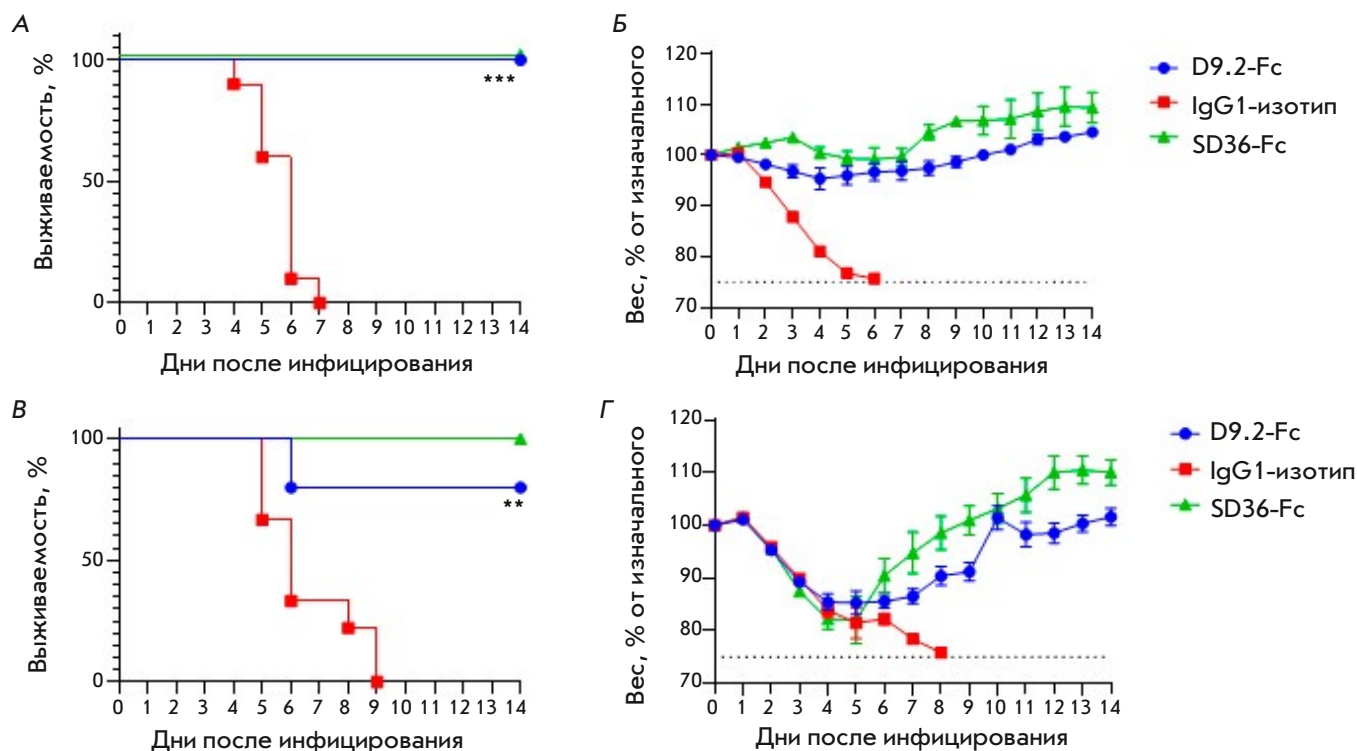 А
Выживаемость, %
100
50
0
0 1 2 3 4 5 6 7 8 9 10 11 12 13 14
***
Дни после инфицирования
Б
Вес, % от изначального
120
110
100
90
80
70
0 1 2 3 4 5 6 7 8 9 10 11 12 13 14
Дни после инфицирования
D9.2-Fc
IgG1-изотип
SD36-Fc
В
Выживаемость, %
100
50
0
0 1 2 3 4 5 6 7 8 9 10 11 12 13 14
**
Дни после инфицирования
Г
Вес, % от изначального
120
110
100
90
80
70
0 1 2 3 4 5 6 7 8 9 10 11 12 13 14
Дни после инфицирования
D9.2-Fc
IgG1-изотип
SD36-Fc